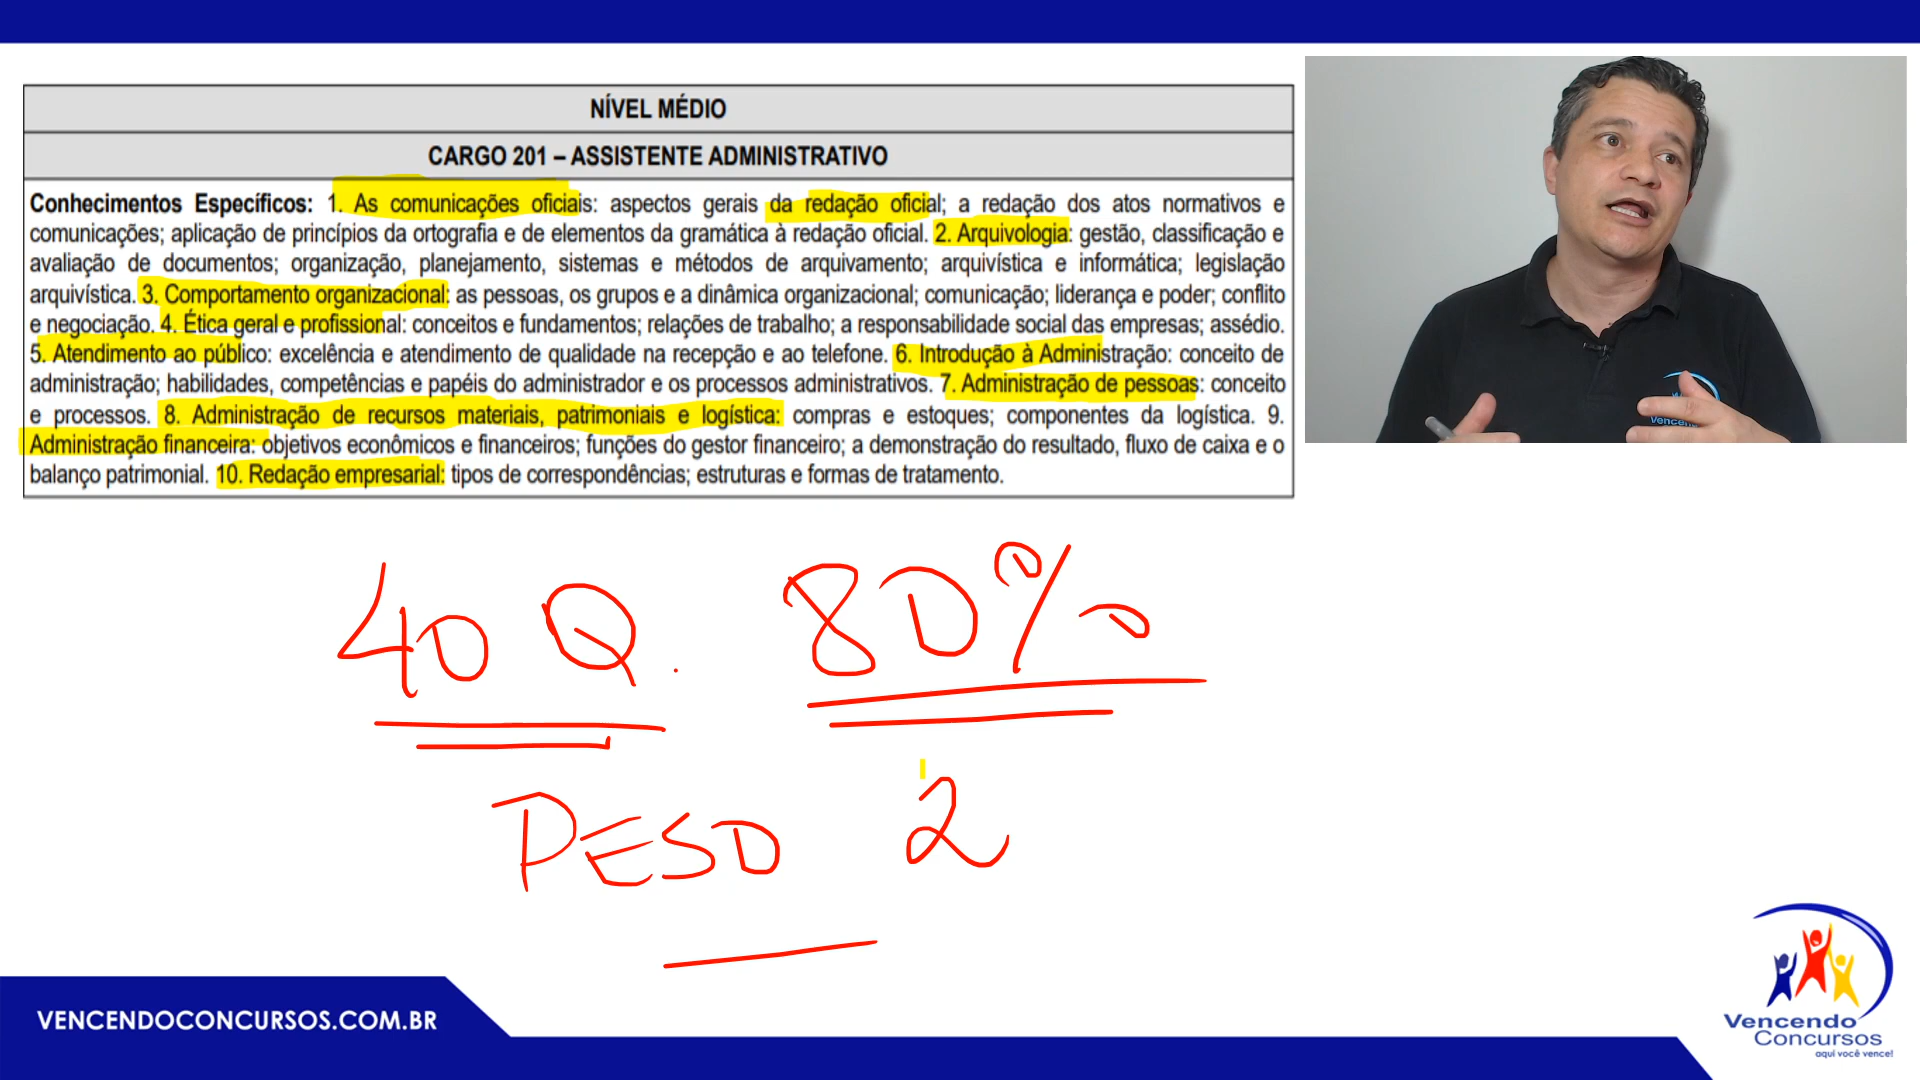 NÍVEL MÉDIO
CARGO 201 – ASSISTENTE ADMINISTRATIVO
Conhecimentos Específicos: 1. As comunicações oficiais: aspectos gerais da redação oficial; a redação dos atos normativos e
comunicações; aplicação de princípios da ortografia e de elementos da gramática à redação oficial. 2. Arquivologia: gestão, classificação e
avaliação de documentos; organização, planejamento, sistemas e métodos de arquivamento; arquivística e informática; legislação
arquivística. 3. Comportamento organizacional: as pessoas, os grupos e a dinâmica organizacional; comunicação; liderança e poder; conflito
e negociação. 4. Ética geral e profissional: conceitos e fundamentos; relações de trabalho; a responsabilidade social das empresas; assédio.
5. Atendimento ao público: excelência e atendimento de qualidade na recepção e ao telefone. 6. Introdução à Administração: conceito de
administração; habilidades, competências e papéis do administrador e os processos administrativos. 7. Administração de pessoas: conceito
e processos. 8. Administração de recursos materiais, patrimoniais e logística: compras e estoques; componentes da logística. 9.
Administração financeira: objetivos econômicos e financeiros; funções do gestor financeiro; a demonstração do resultado, fluxo de caixa e o
balanço patrimonial. 10. Redação empresarial: tipos de correspondências; estruturas e formas de tratamento.
40 Q. 80%
PESO 2
VENCENDOCONCURSOS.COM.BR
Vencendo
Concursos
aqui você vence!